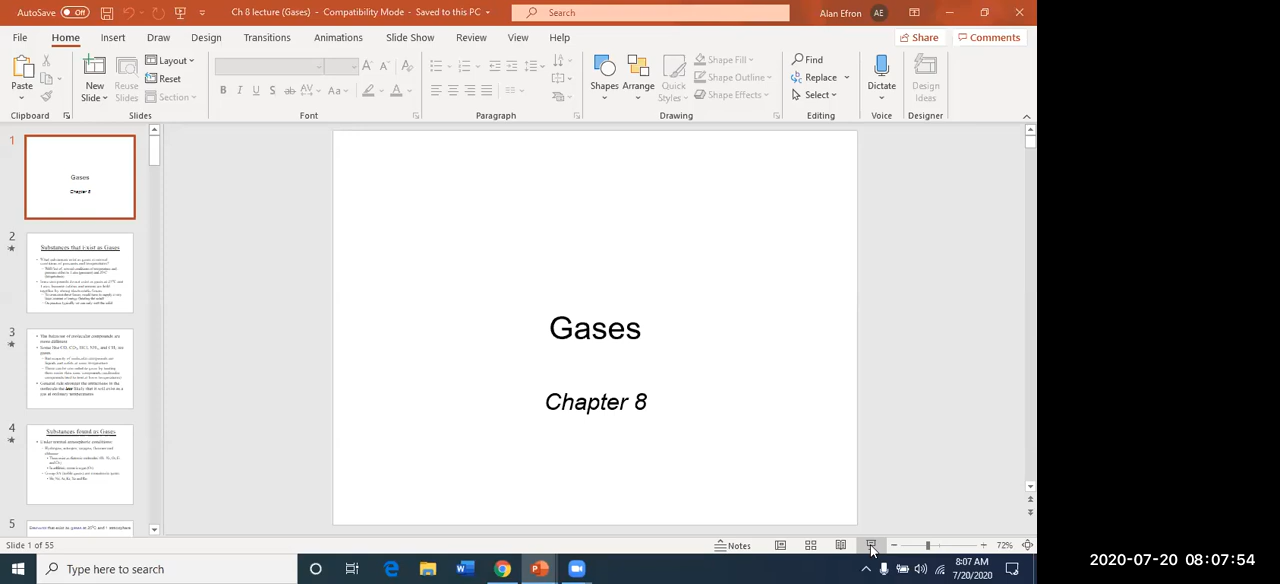 AutoSave Off
Ch 8 lecture (Gases) - Compatibility Mode - Saved to this PC
Search
Alan Efron AE
File Home Insert Draw Design Transitions Animations Slide Show Review View Help
Share Comments
Paste
Clipboard
New Slides
Reuse Slides
Layout
Reset
Section
Slides
B I U S ab AV Aa A
Font
Paragraph
Shapes
Arrange
Quick Styles
Shape Fill
Shape Outline
Shape Effects
Drawing
Find
Replace
Select
Editing
Dictate
Voice
Design Ideas
Designer
1
Gases
Chapter 8
2
Substances that Exist as Gases
3
4
Substances found as Gases
5
Gases
Chapter 8
Slide 1 of 55
Notes
72%
Type here to search
8:07 AM
7/20/2020
2020-07-20 08:07:54